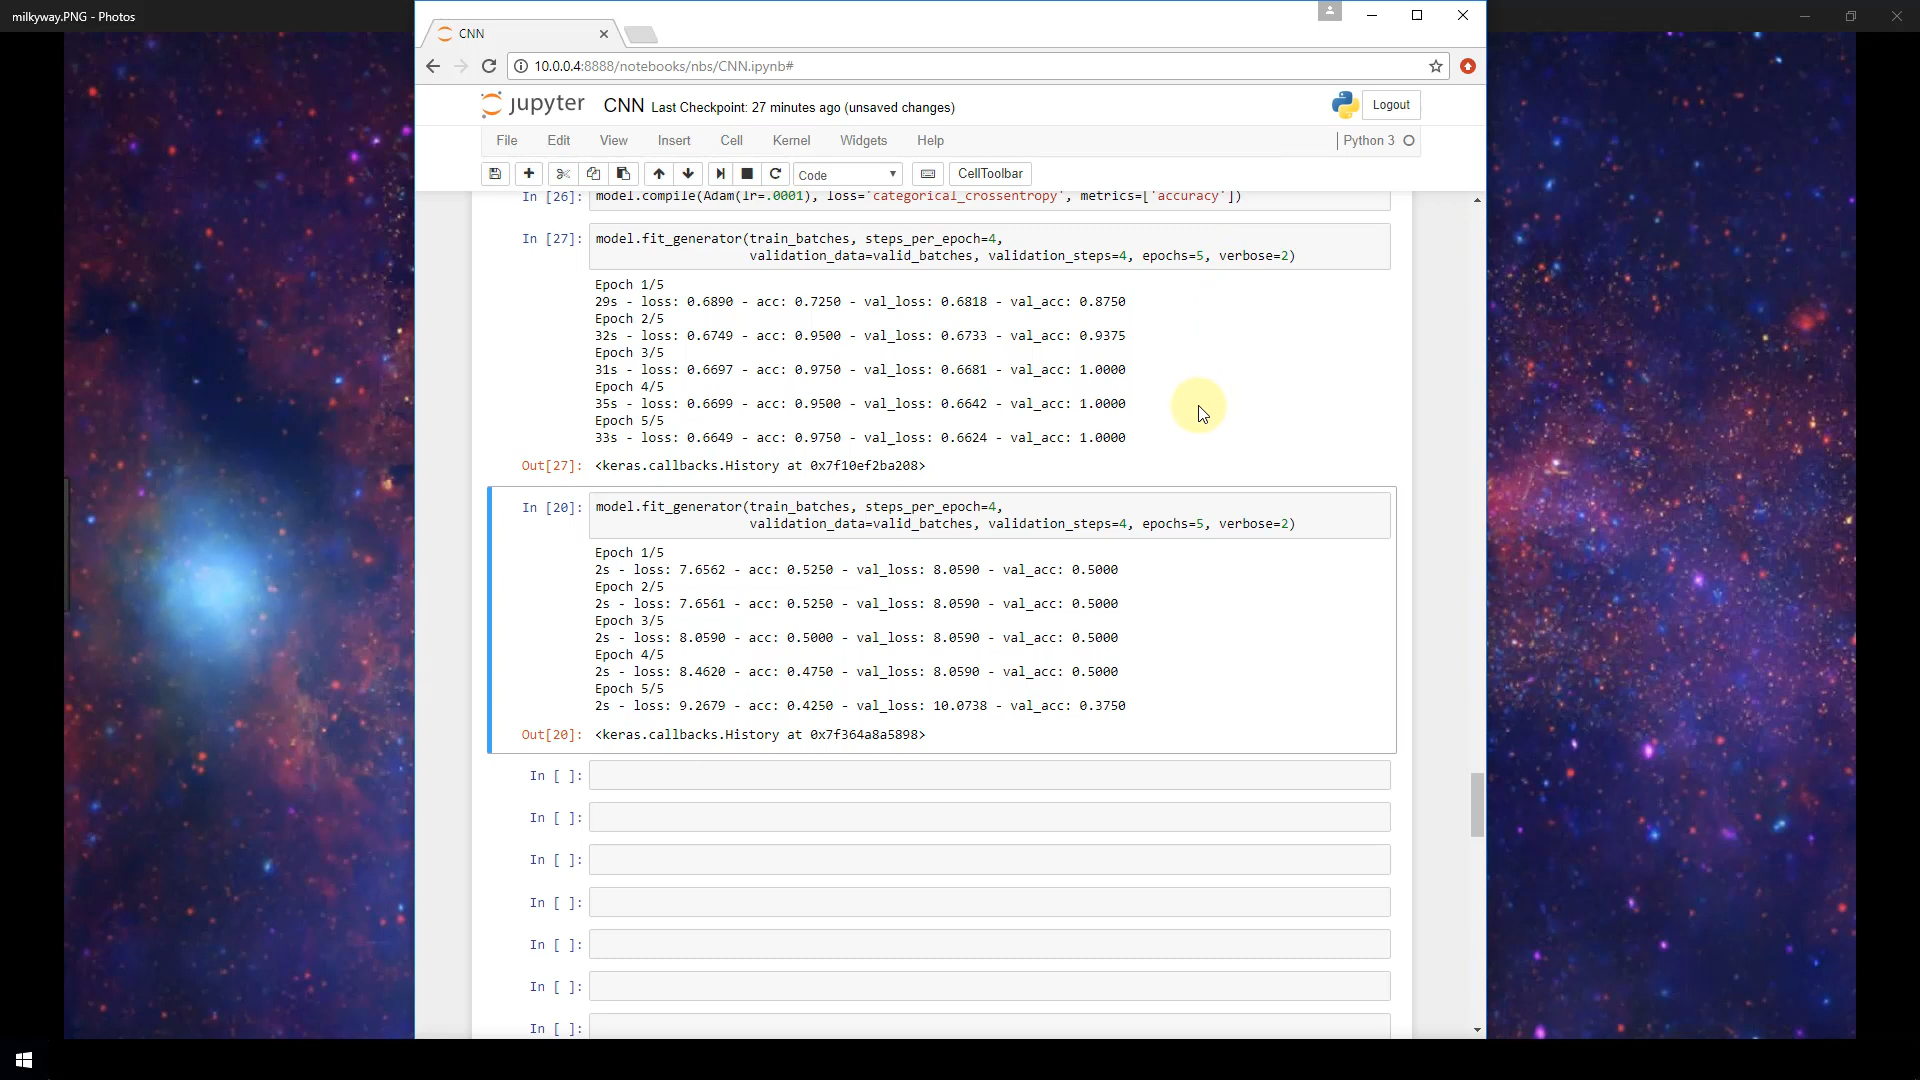 milkyway.PNG - Photos
CNN
10.0.0.4:8888/notebooks/nbs/CNN.ipynb#
jupyter CNN Last Checkpoint: 27 minutes ago (unsaved changes)
Logout
File Edit View Insert Cell Kernel Widgets Help
Python 3
Code
CellToolbar
In [26]: model.compile(Adam(lr=.0001), loss='categorical_crossentropy', metrics=['accuracy'])
In [27]: model.fit_generator(train_batches, steps_per_epoch=4,
validation_data=valid_batches, validation_steps=4, epochs=5, verbose=2)
Epoch 1/5
29s - loss: 0.6890 - acc: 0.7250 - val_loss: 0.6818 - val_acc: 0.8750
Epoch 2/5
32s - loss: 0.6749 - acc: 0.9500 - val_loss: 0.6733 - val_acc: 0.9375
Epoch 3/5
31s - loss: 0.6697 - acc: 0.9750 - val_loss: 0.6681 - val_acc: 1.0000
Epoch 4/5
35s - loss: 0.6699 - acc: 0.9500 - val_loss: 0.6642 - val_acc: 1.0000
Epoch 5/5
33s - loss: 0.6649 - acc: 0.9750 - val_loss: 0.6624 - val_acc: 1.0000
Out[27]: <keras.callbacks.History at 0x7f10ef2ba208>
In [20]: model.fit_generator(train_batches, steps_per_epoch=4,
validation_data=valid_batches, validation_steps=4, epochs=5, verbose=2)
Epoch 1/5
2s - loss: 7.6562 - acc: 0.5250 - val_loss: 8.0590 - val_acc: 0.5000
Epoch 2/5
2s - loss: 7.6561 - acc: 0.5250 - val_loss: 8.0590 - val_acc: 0.5000
Epoch 3/5
2s - loss: 8.0590 - acc: 0.5000 - val_loss: 8.0590 - val_acc: 0.5000
Epoch 4/5
2s - loss: 8.4620 - acc: 0.4750 - val_loss: 8.0590 - val_acc: 0.5000
Epoch 5/5
2s - loss: 9.2679 - acc: 0.4250 - val_loss: 10.0738 - val_acc: 0.3750
Out[20]: <keras.callbacks.History at 0x7f364a8a5898>
In [ ]:
In [ ]:
In [ ]:
In [ ]:
In [ ]:
In [ ]:
In [ ]: